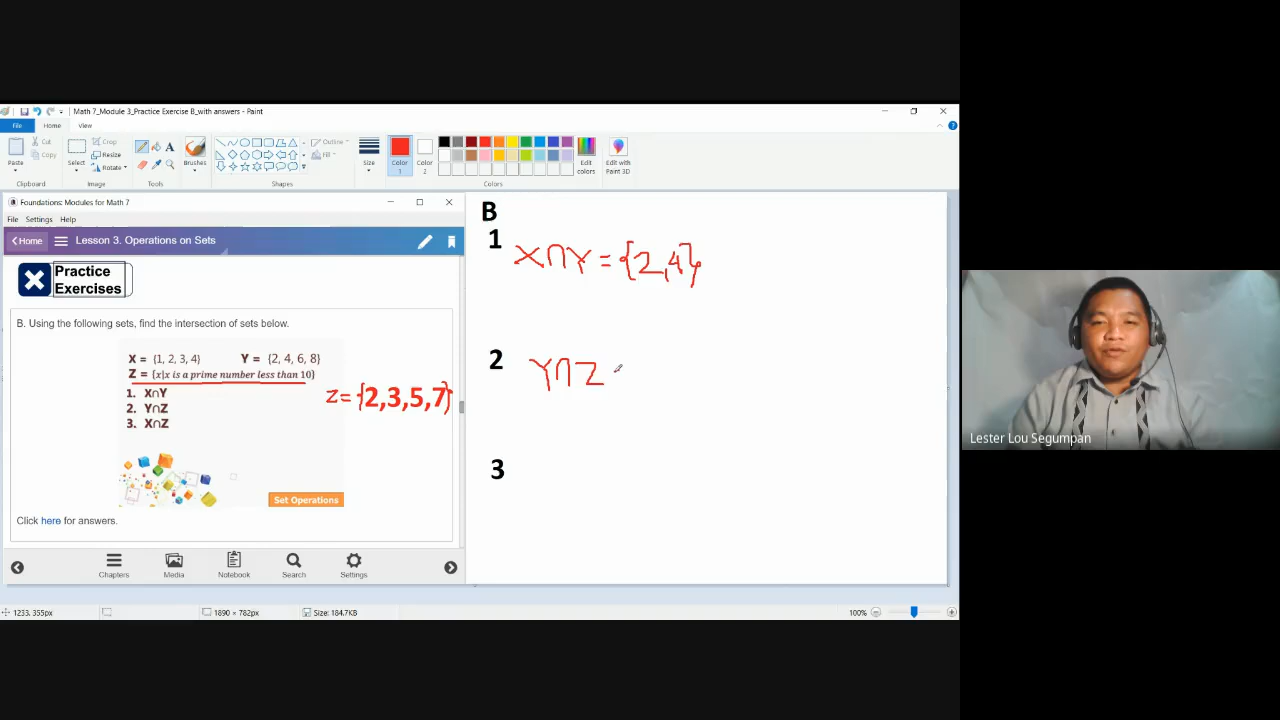 Math 7_Module 3_Practice Exercise B_with answers - Paint
File Home View
Paste Cut Copy Select Crop Resize Rotate A Brushes Outline Fill Size Color 1 Color 2 Edit colors Edit with Paint 3D
Clipboard Image Tools Shapes Colors
Foundations: Modules for Math 7
File Settings Help
Home Lesson 3. Operations on Sets
Practice
Exercises
B. Using the following sets, find the intersection of sets below.
X = {1, 2, 3, 4} Y = {2, 4, 6, 8}
Z = {x|x is a prime number less than 10}
1. X∩Y
2. Y∩Z
3. X∩Z
Z = {2,3,5,7}
Set Operations
Click here for answers.
Chapters Media Notebook Search Settings
B
1 X∩Y = {2,4}
2 Y∩Z
3
1233, 355px 1890 × 782px Size: 184.7KB 100%
Lester Lou Segumpan